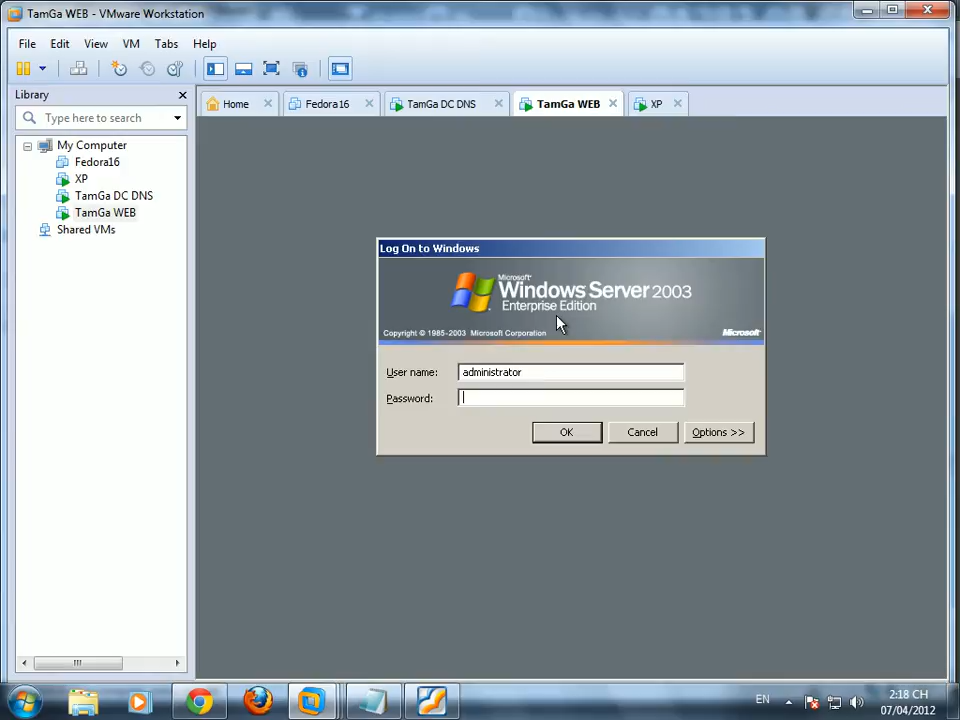 TamGa WEB - VMware Workstation
File Edit View VM Tabs Help
Library
Type here to search
My Computer
Fedora16
XP
TamGa DC DNS
TamGa WEB
Shared VMs
Home Fedora16 TamGa DC DNS TamGa WEB XP
Log On to Windows
Microsoft
Windows Server 2003
Enterprise Edition
Copyright © 1985-2003 Microsoft Corporation Microsoft
User name: administrator
Password:
OK Cancel Options >>
EN
2:18 CH
07/04/2012